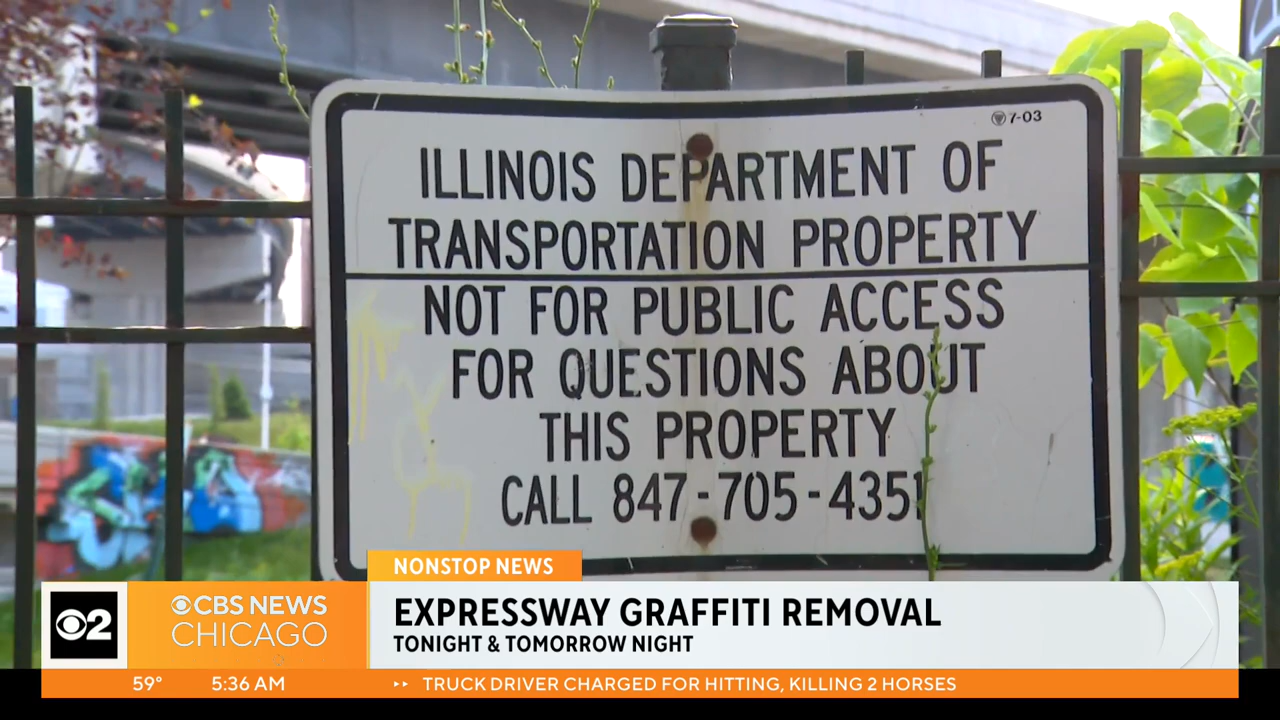 7-03
ILLINOIS DEPARTMENT OF
TRANSPORTATION PROPERTY
NOT FOR PUBLIC ACCESS
FOR QUESTIONS ABOUT
THIS PROPERTY
CALL 847-705-4351
NONSTOP NEWS
2
CBS NEWS
CHICAGO
EXPRESSWAY GRAFFITI REMOVAL
TONIGHT & TOMORROW NIGHT
59° 5:36 AM TRUCK DRIVER CHARGED FOR HITTING, KILLING 2 HORSES